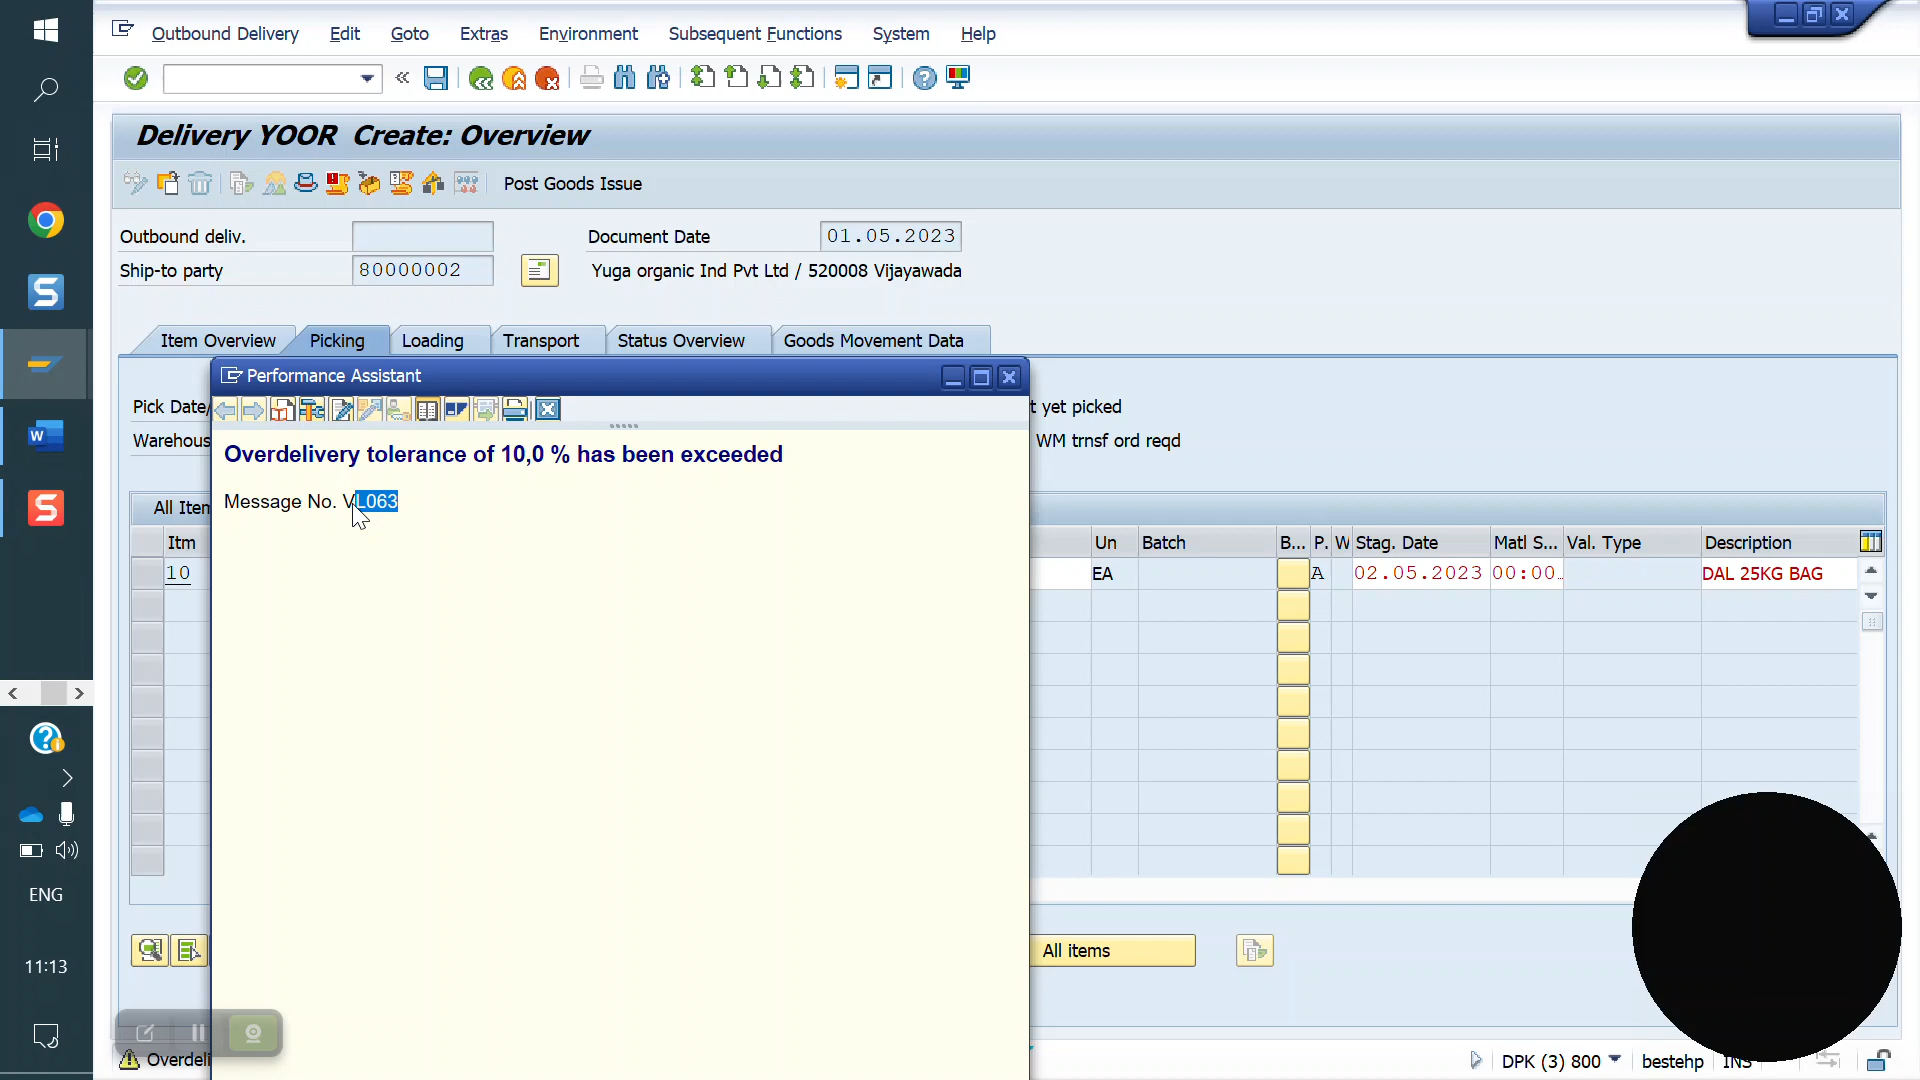 Outbound Delivery Edit Goto Extras Environment Subsequent Functions System Help
Delivery YOOR Create: Overview
Post Goods Issue
Outbound deliv. Document Date 01.05.2023
Ship-to party 80000002 Yuga organic Ind Pvt Ltd / 520008 Vijayawada
Item Overview Picking Loading Transport Status Overview Goods Movement Data
Performance Assistant
Pick Date/ t yet picked
Warehous WM trnsf ord reqd
Overdelivery tolerance of 10,0 % has been exceeded
Message No. VL063
All Item
Itm Un Batch B... P. W Stag. Date Matl S... Val. Type Description
10 EA A 02.05.2023 00:00... DAL 25KG BAG
All items
ENG
11:13
Overdeli DPK (3) 800 bestehp INS